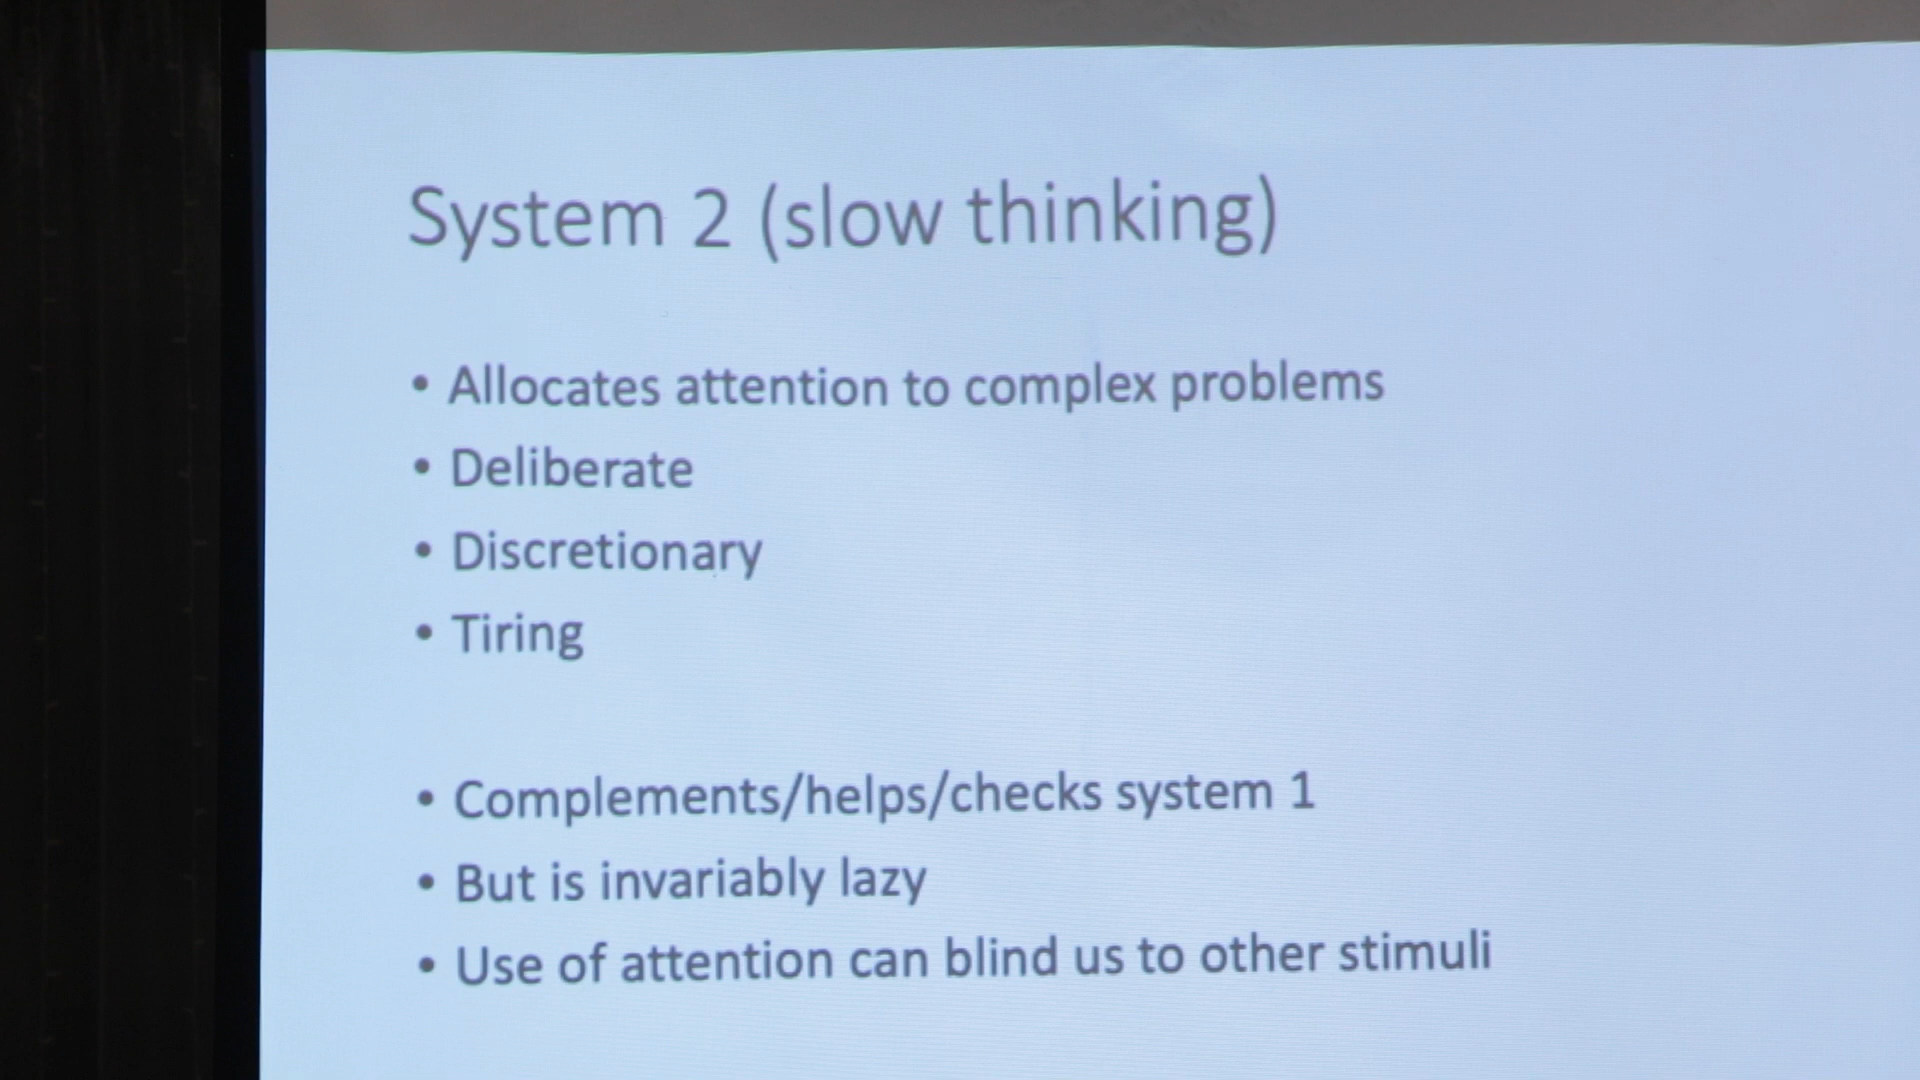 System 2 (slow thinking)
• Allocates attention to complex problems
• Deliberate
• Discretionary
• Tiring
• Complements/helps/checks system 1
• But is invariably lazy
• Use of attention can blind us to other stimuli